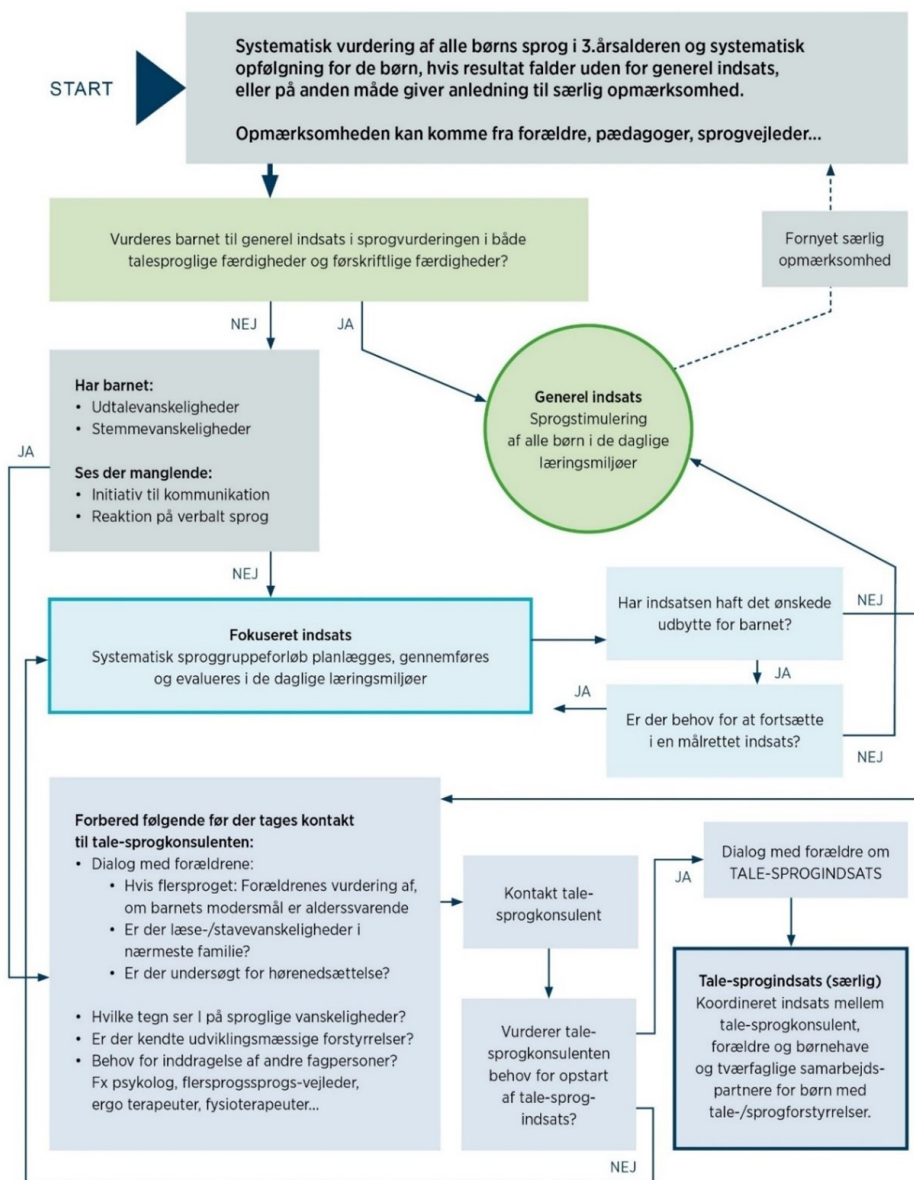 START
Systematisk vurdering af alle børns sprog i 3.årsalderen og systematisk
opfølgning for de børn, hvis resultat falder uden for generel indsats,
eller på anden måde giver anledning til særlig opmærksomhed.
Opmærksomheden kan komme fra forældre, pædagoger, sprogvejleder...
Vurderes barnet til generel indsats i sprogvurderingen i både
talesproglige færdigheder og førskriftlige færdigheder?
Fornyet særlig
opmærksomhed
NEJ
JA
Har barnet:
• Udtalevanskeligheder
• Stemmevanskeligheder
Ses der manglende:
• Initiativ til kommunikation
• Reaktion på verbalt sprog
JA
NEJ
Generel indsats
Sprogstimulering
af alle børn i de daglige
læringsmiljøer
Fokuseret indsats
Systematisk sproggruppeforløb planlægges, gennemføres
og evalueres i de daglige læringsmiljøer
Har indsatsen haft det ønskede
udbytte for barnet?
NEJ
JA
JA
Er der behov for at fortsætte
i en målrettet indsats?
NEJ
Forbered følgende før der tages kontakt
til tale-sprogkonsulenten:
• Dialog med forældrene:
• Hvis flersproget: Forældrenes vurdering af,
om barnets modersmål er alderssvarende
• Er der læse-/stavevanskeligheder i
nærmeste familie?
• Er der undersøgt for hørenedsættelse?
• Hvilke tegn ser I på sproglige vanskeligheder?
• Er der kendte udviklingsmæssige forstyrrelser?
• Behov for inddragelse af andre fagpersoner?
Fx psykolog, flersprogssprogs-vejleder,
ergo terapeuter, fysioterapeuter...
Kontakt tale-
sprogkonsulent
Vurderer tale-
sprogkonsulenten
behov for opstart
af tale-sprog-
indsats?
NEJ
JA
Dialog med forældre om
TALE-SPROGINDSATS
Tale-sprogindsats (særlig)
Koordineret indsats mellem
tale-sprogkonsulent,
forældre og børnehave
og tværfaglige samarbejds-
partnere for børn med
tale-/sprogforstyrrelser.